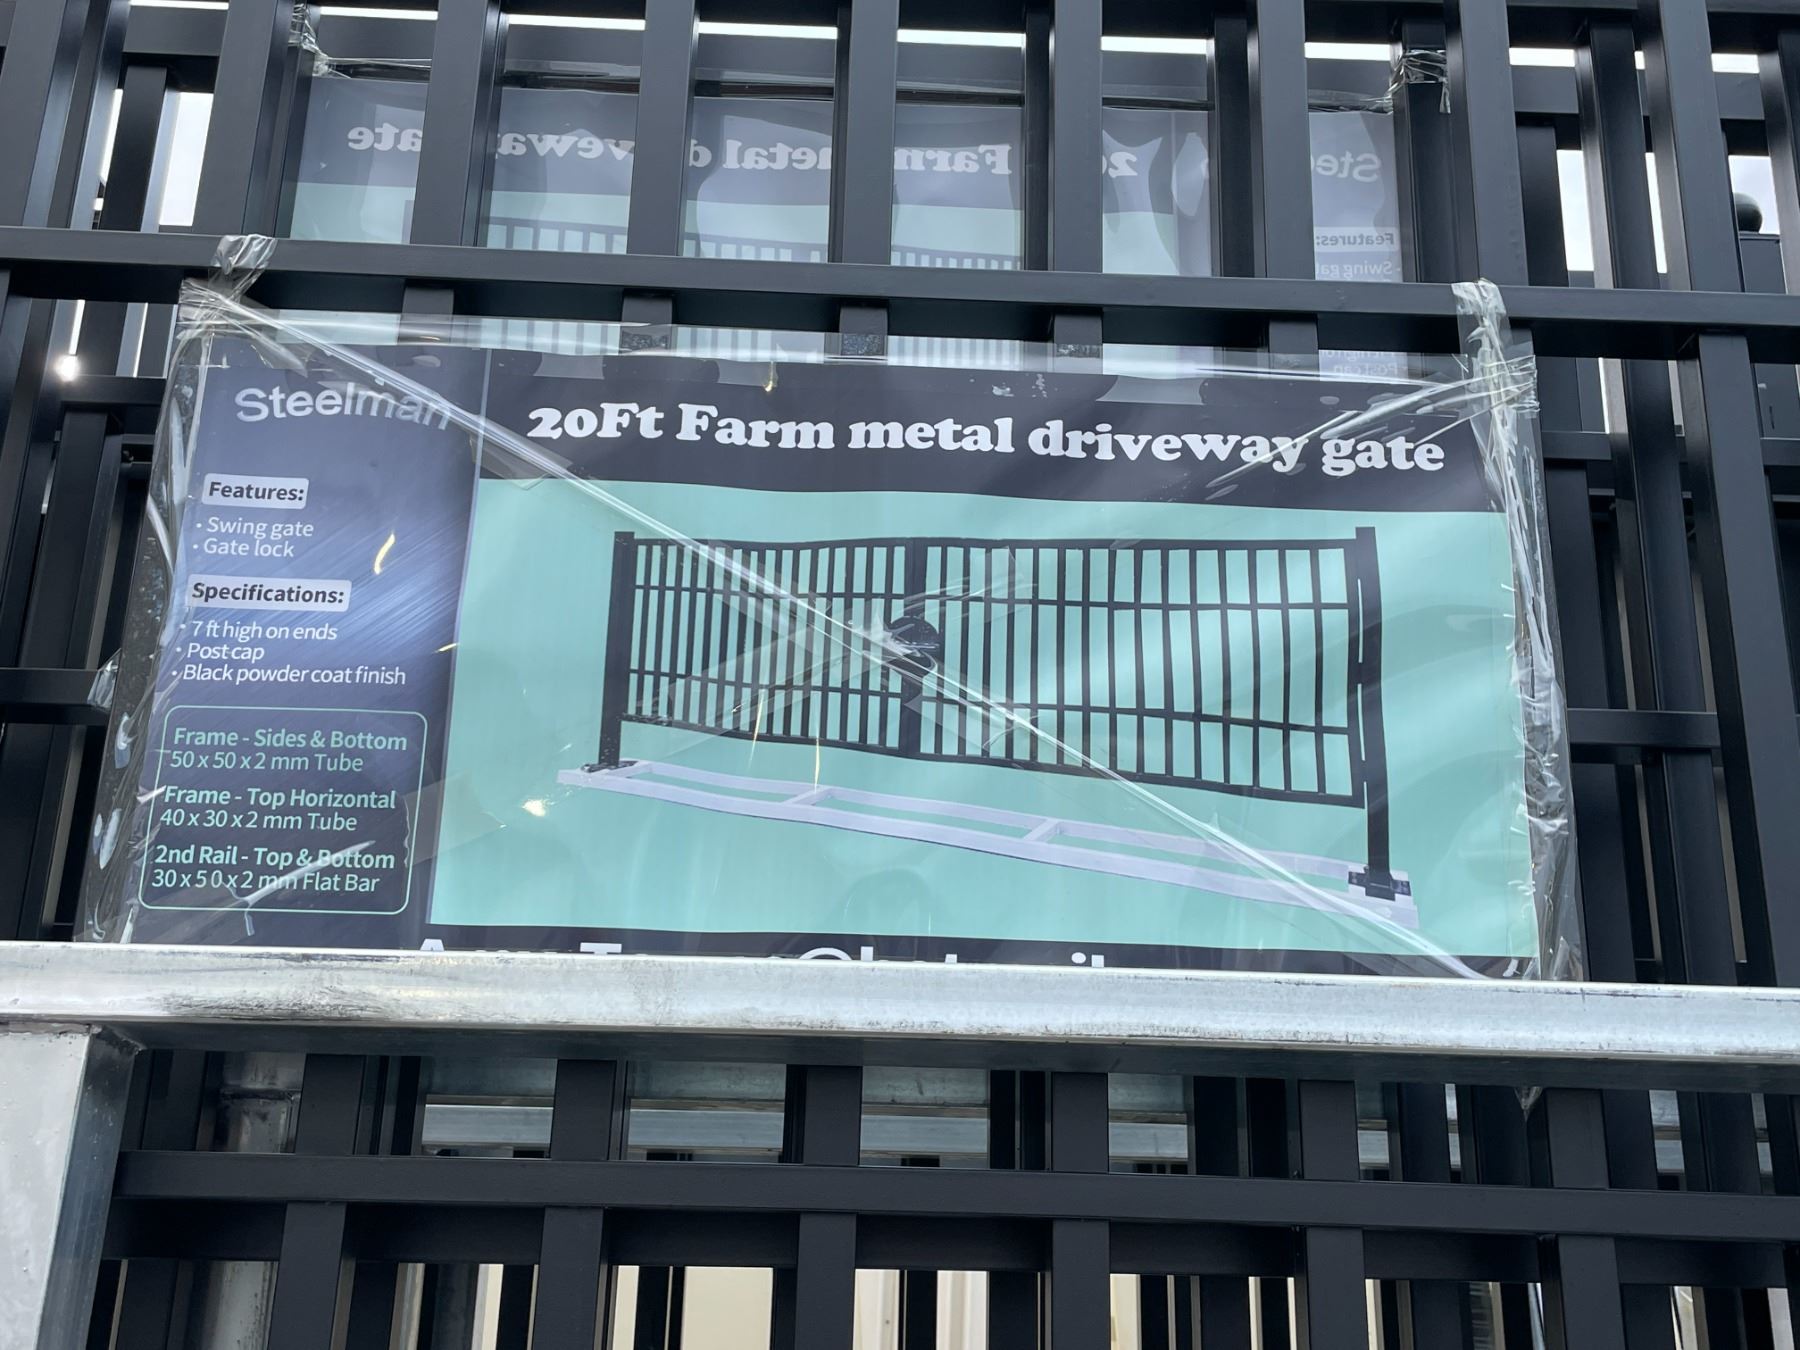 Steelman
20Ft Farm metal driveway gate
Features:
• Swing gate
• Gate lock
Specifications:
• 7 ft high on ends
• Post cap
• Black powder coat finish
Frame - Sides & Bottom
50 x 50 x 2 mm Tube
Frame - Top Horizontal
40 x 30 x 2 mm Tube
2nd Rail - Top & Bottom
30 x 50 x 2 mm Flat Bar